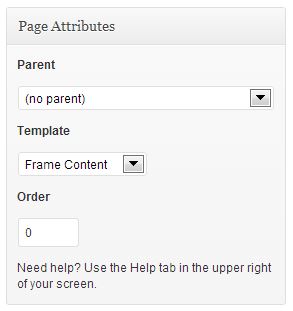 Page Attributes
Parent
(no parent)
Template
Frame Content
Order
0
Need help? Use the Help tab in the upper right
of your screen.